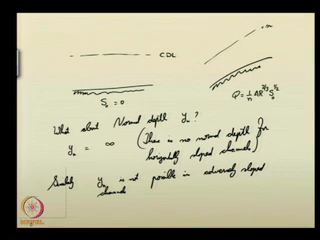 CDL
CDL
S₀ = 0
Q = 1/n AR^2/3 S₀^1/2
What about Normal depth yₙ?
yₙ = ∞ (There is no normal depth for
horizontally sloped channels)
Similarly yₙ is not possible in adversely sloped
channels